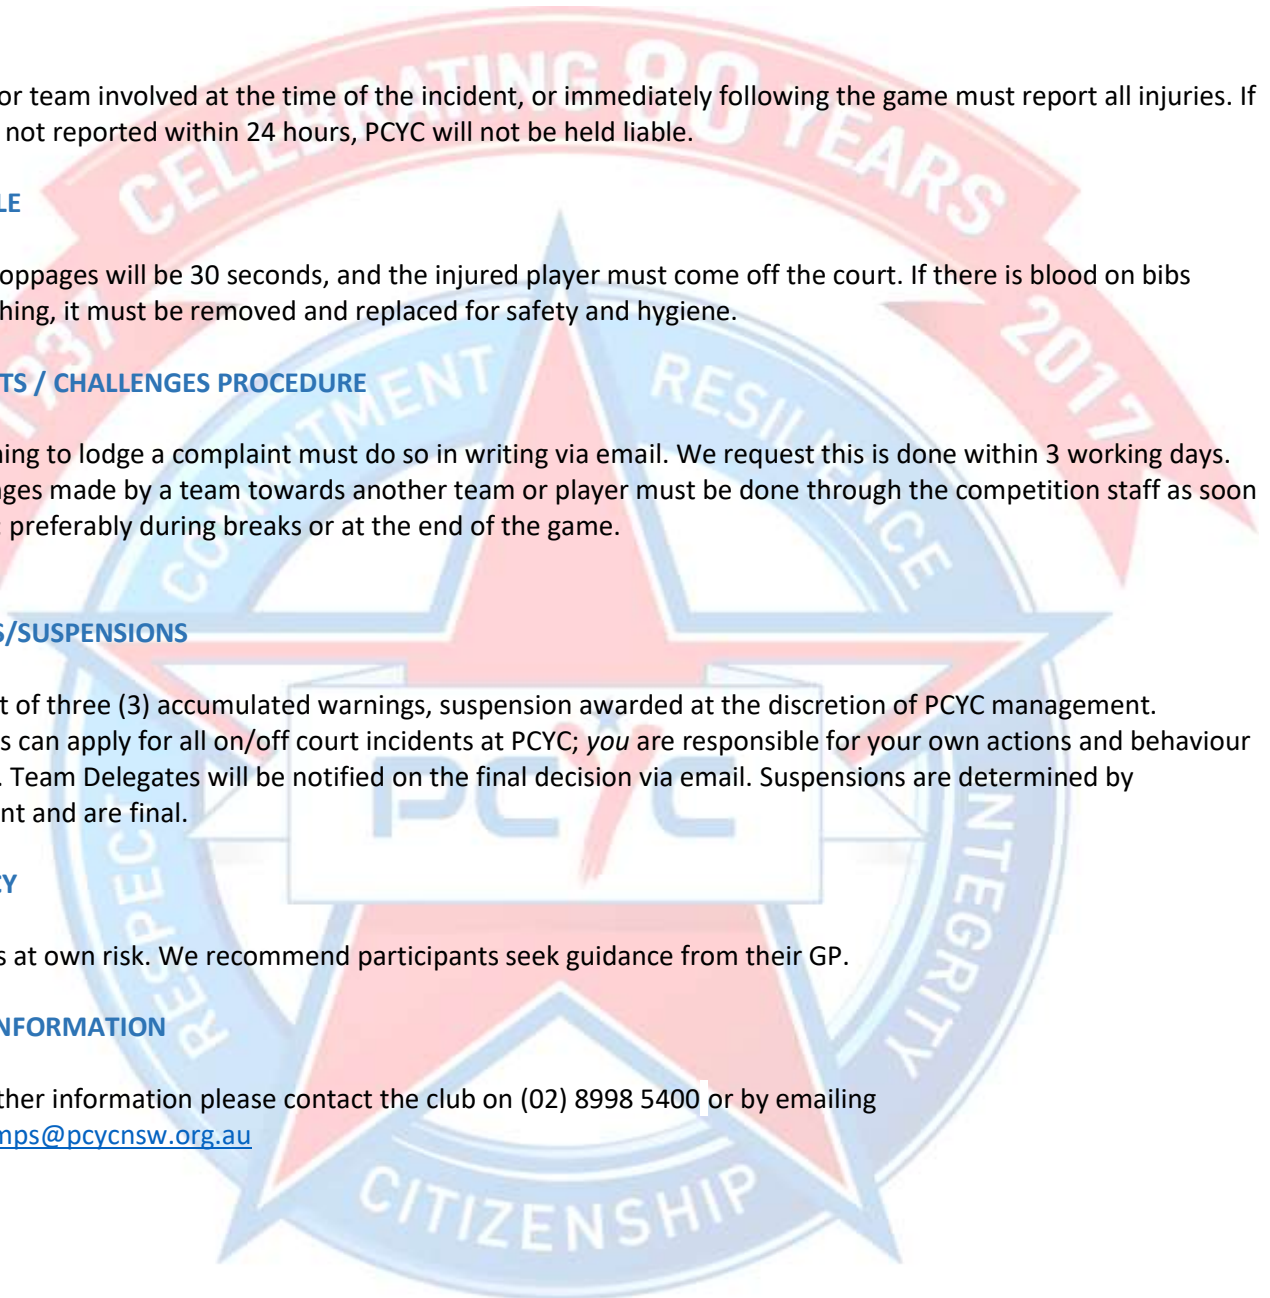 or team involved at the time of the incident, or immediately following the game must report all injuries. If
not reported within 24 hours, PCYC will not be held liable.
LE
oppages will be 30 seconds, and the injured player must come off the court. If there is blood on bibs
hing, it must be removed and replaced for safety and hygiene.
TS / CHALLENGES PROCEDURE
ning to lodge a complaint must do so in writing via email. We request this is done within 3 working days.
ges made by a team towards another team or player must be done through the competition staff as soon
; preferably during breaks or at the end of the game.
S/SUSPENSIONS
t of three (3) accumulated warnings, suspension awarded at the discretion of PCYC management.
s can apply for all on/off court incidents at PCYC; you are responsible for your own actions and behaviour
. Team Delegates will be notified on the final decision via email. Suspensions are determined by
nt and are final.
CY
s at own risk. We recommend participants seek guidance from their GP.
NFORMATION
ther information please contact the club on (02) 8998 5400 or by emailing
mps@pcycnsw.org.au
CELEBRATING 80 YEARS
1937
2017
COMMITMENT
RESILIENCE
RESPECT
INTEGRITY
PCYC
CITIZENSHIP